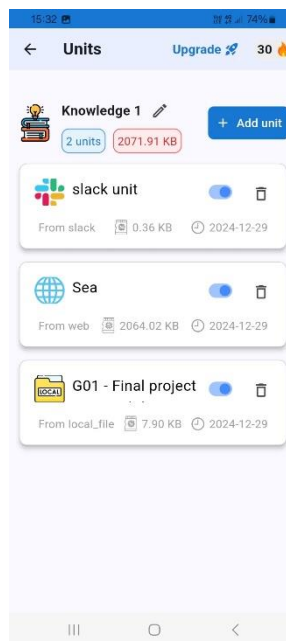 15:32 74%
Units Upgrade 30
Knowledge 1
2 units 2071.91 KB + Add unit
slack unit
From slack 0.36 KB 2024-12-29
Sea
From web 2064.02 KB 2024-12-29
LOCAL G01 - Final project
From local_file 7.90 KB 2024-12-29